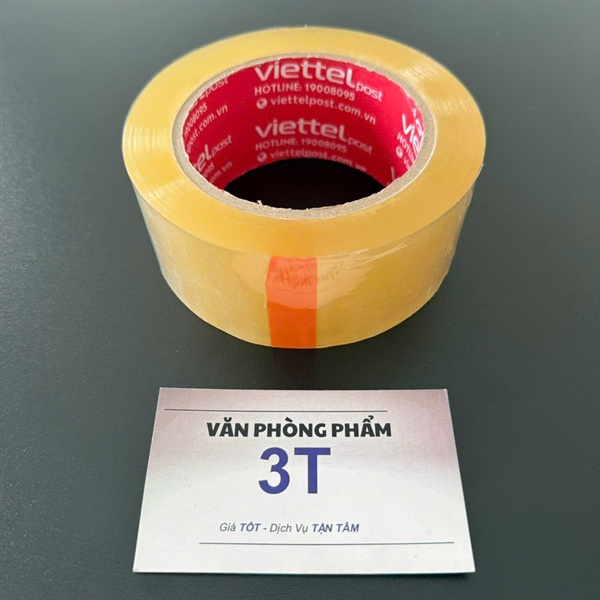 viettel post
HOTLINE: 19008095
viettelpost.com.vn
viettel post
HOTLINE: 19008095
viettelpost.com.vn
VĂN PHÒNG PHẨM
3T
Giá TỐT - Dịch Vụ TẬN TÂM